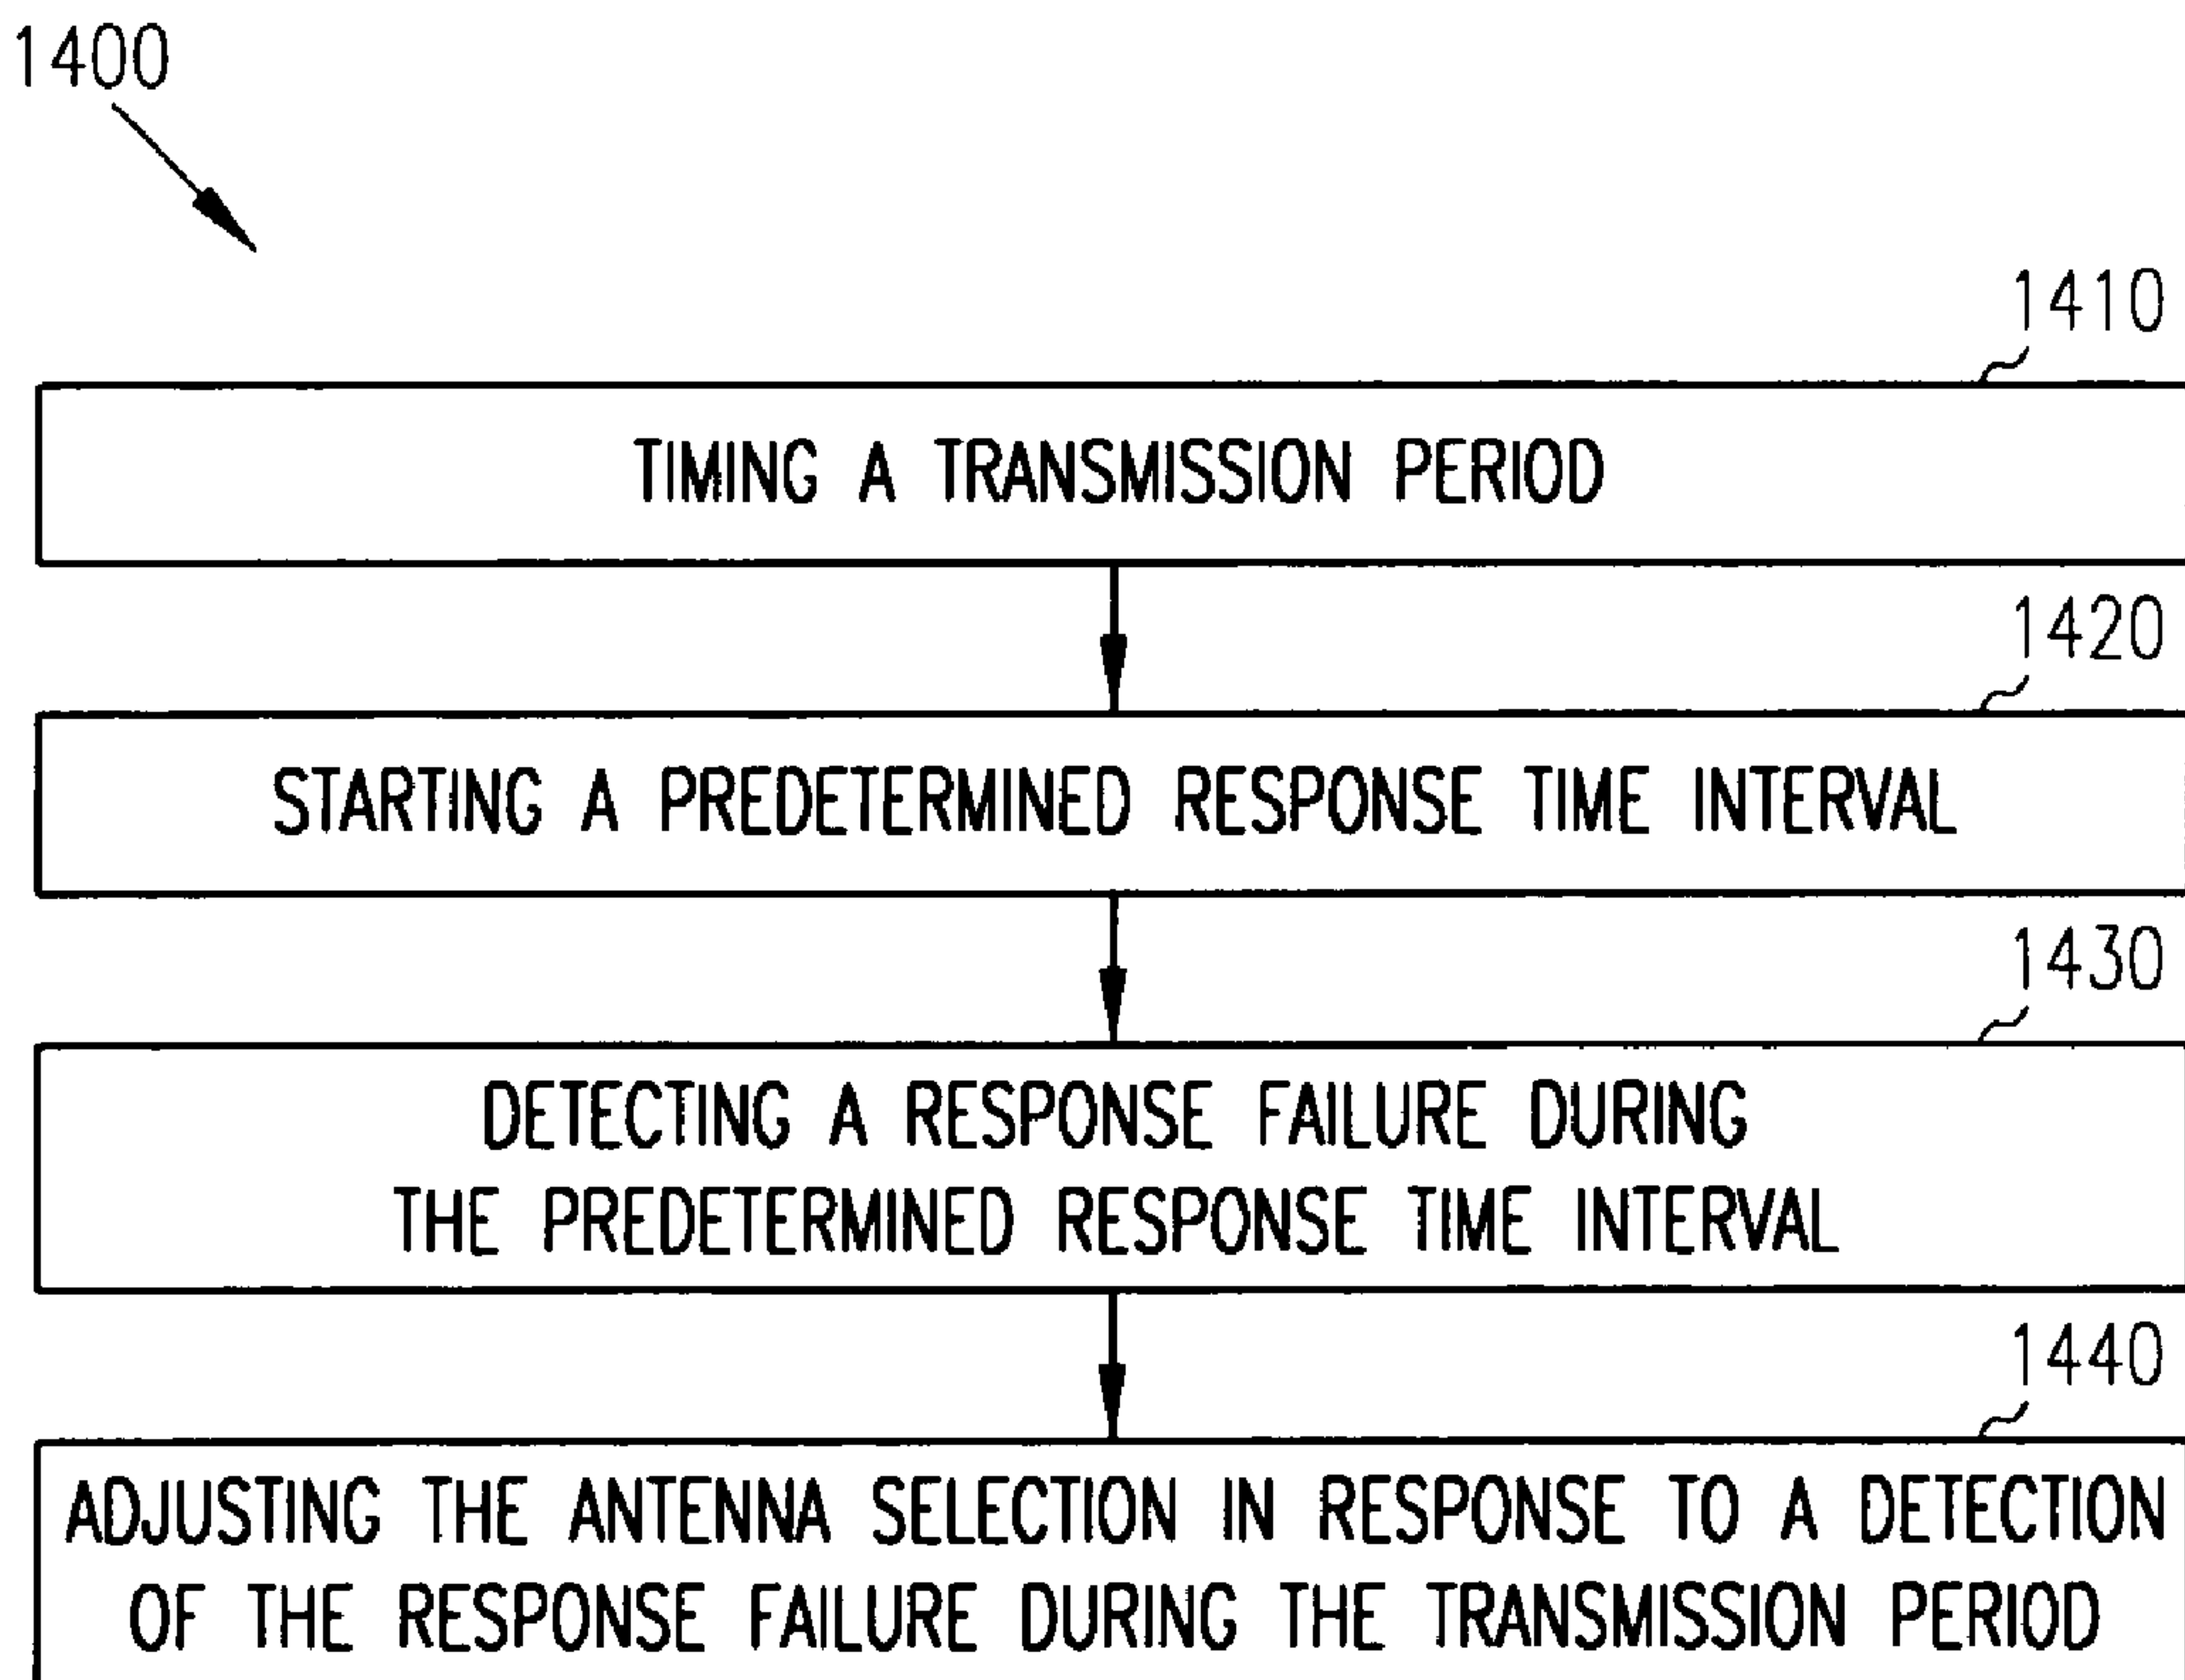 1400
1410
TIMING A TRANSMISSION PERIOD
1420
STARTING A PREDETERMINED RESPONSE TIME INTERVAL
1430
DETECTING A RESPONSE FAILURE DURING
THE PREDETERMINED RESPONSE TIME INTERVAL
1440
ADJUSTING THE ANTENNA SELECTION IN RESPONSE TO A DETECTION
OF THE RESPONSE FAILURE DURING THE TRANSMISSION PERIOD